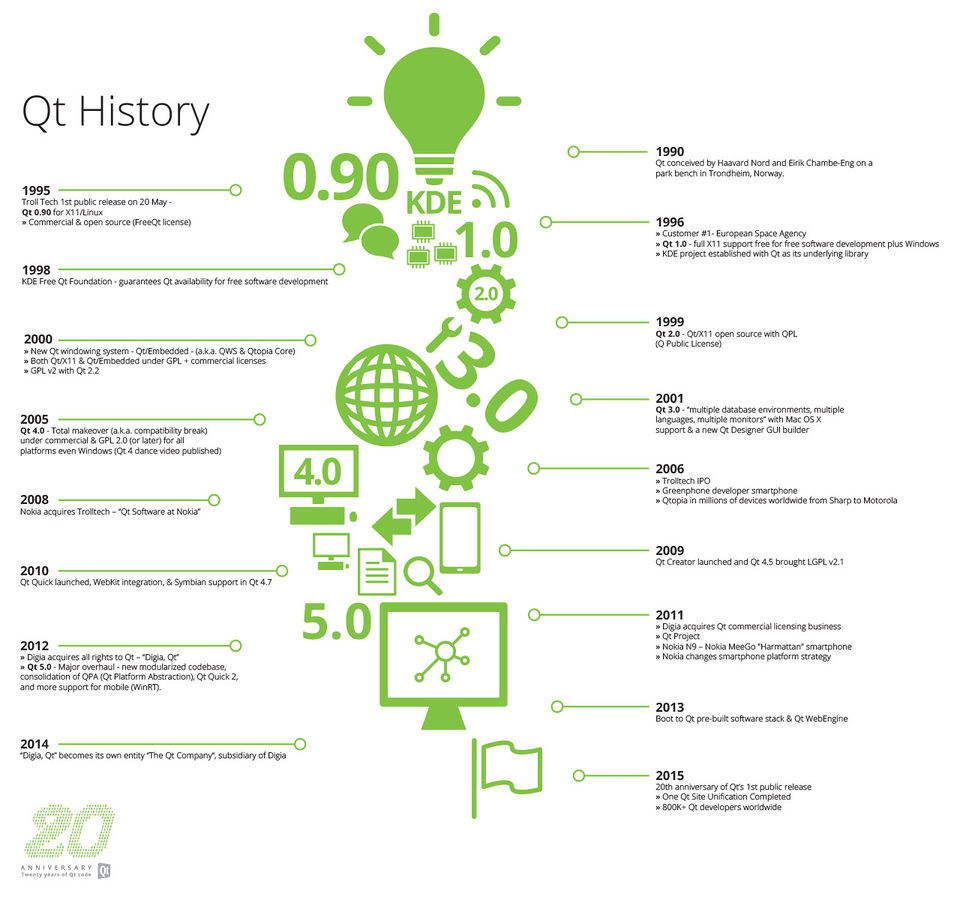 Qt History
0.90
KDE
1.0
2.0
3.0
4.0
5.0
1990
Qt conceived by Haavard Nord and Eirik Chambe-Eng on a
park bench in Trondheim, Norway.
1995
Troll Tech 1st public release on 20 May -
Qt 0.90 for X11/Linux
» Commercial & open source (FreeQt license)
1996
» Customer #1- European Space Agency
» Qt 1.0 - full X11 support free for free software development plus Windows
» KDE project established with Qt as its underlying library
1998
KDE Free Qt Foundation - guarantees Qt availability for free software development
1999
Qt 2.0 - Qt/X11 open source with QPL
(Q Public License)
2000
» New Qt windowing system - Qt/Embedded - (a.k.a. QWS & Qtopia Core)
» Both Qt/X11 & Qt/Embedded under GPL + commercial licenses
» GPL v2 with Qt 2.2
2001
Qt 3.0 - “multiple database environments, multiple
languages, multiple monitors” with Mac OS X
support & a new Qt Designer GUI builder
2005
Qt 4.0 - Total makeover (a.k.a. compatibility break)
under commercial & GPL 2.0 (or later) for all
platforms even Windows (Qt 4 dance video published)
2006
» Trolltech IPO
» Greenphone developer smartphone
» Qtopia in millions of devices worldwide from Sharp to Motorola
2008
Nokia acquires Trolltech – “Qt Software at Nokia”
2009
Qt Creator launched and Qt 4.5 brought LGPL v2.1
2010
Qt Quick launched, WebKit integration, & Symbian support in Qt 4.7
2011
» Digia acquires Qt commercial licensing business
» Qt Project
» Nokia N9 – Nokia MeeGo "Harmattan" smartphone
» Nokia changes smartphone platform strategy
2012
» Digia acquires all rights to Qt – “Digia, Qt”
» Qt 5.0 - Major overhaul - new modularized codebase,
consolidation of QPA (Qt Platform Abstraction), Qt Quick 2,
and more support for mobile (WinRT).
2013
Boot to Qt pre-built software stack & Qt WebEngine
2014
“Digia, Qt” becomes its own entity “The Qt Company”, subsidiary of Digia
2015
20th anniversary of Qt’s 1st public release
» One Qt Site Unification Completed
» 800K+ Qt developers worldwide
20
ANNIVERSARY
Twenty years of Qt code
Qt